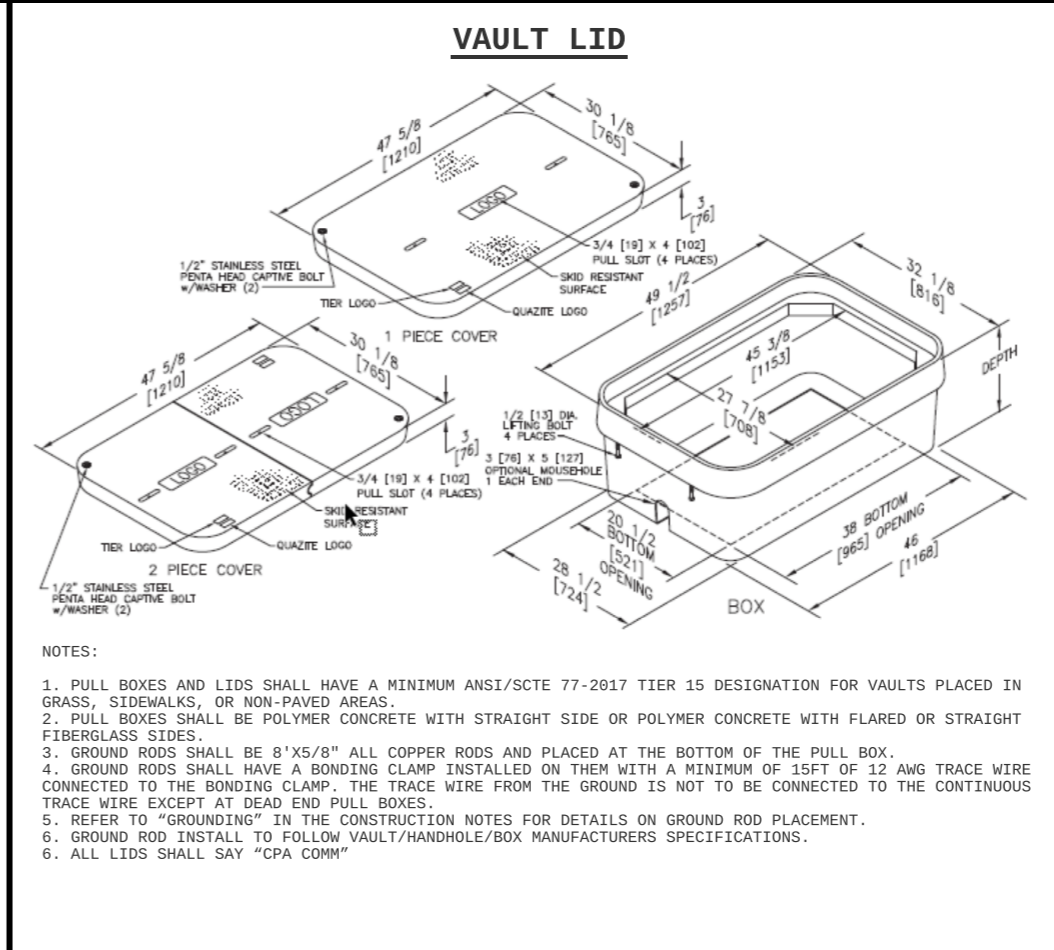 VAULT LID
47 5/8
[1210]
30 1/8
[765]
3
[76]
LOGO
3/4 [19] X 4 [102]
PULL SLOT (4 PLACES)
SKID RESISTANT
SURFACE
1/2" STAINLESS STEEL
PENTA HEAD CAPTIVE BOLT
w/WASHER (2)
TIER LOGO
QUAZITE LOGO
1 PIECE COVER
47 5/8
[1210]
30 1/8
[765]
3
[76]
LOGO
LOGO
3/4 [19] X 4 [102]
PULL SLOT (4 PLACES)
SKID RESISTANT
SURFACE
TIER LOGO
QUAZITE LOGO
2 PIECE COVER
1/2" STAINLESS STEEL
PENTA HEAD CAPTIVE BOLT
w/WASHER (2)
49 1/2
[1257]
32 1/8
[816]
45 3/8
[1153]
27 7/8
[708]
DEPTH
1/2 [13] DIA.
LIFTING BOLT
4 PLACES
3 [76] X 5 [127]
OPTIONAL MOUSEHOLE
1 EACH END
20 1/2
BOTTOM
[521]
OPENING
28 1/2
[724]
38 BOTTOM
[965] OPENING
46
[1168]
BOX
NOTES:
1. PULL BOXES AND LIDS SHALL HAVE A MINIMUM ANSI/SCTE 77-2017 TIER 15 DESIGNATION FOR VAULTS PLACED IN
GRASS, SIDEWALKS, OR NON-PAVED AREAS.
2. PULL BOXES SHALL BE POLYMER CONCRETE WITH STRAIGHT SIDE OR POLYMER CONCRETE WITH FLARED OR STRAIGHT
FIBERGLASS SIDES.
3. GROUND RODS SHALL BE 8'X5/8" ALL COPPER RODS AND PLACED AT THE BOTTOM OF THE PULL BOX.
4. GROUND RODS SHALL HAVE A BONDING CLAMP INSTALLED ON THEM WITH A MINIMUM OF 15FT OF 12 AWG TRACE WIRE
CONNECTED TO THE BONDING CLAMP. THE TRACE WIRE FROM THE GROUND IS NOT TO BE CONNECTED TO THE CONTINUOUS
TRACE WIRE EXCEPT AT DEAD END PULL BOXES.
5. REFER TO “GROUNDING” IN THE CONSTRUCTION NOTES FOR DETAILS ON GROUND ROD PLACEMENT.
6. GROUND ROD INSTALL TO FOLLOW VAULT/HANDHOLE/BOX MANUFACTURERS SPECIFICATIONS.
6. ALL LIDS SHALL SAY “CPA COMM”